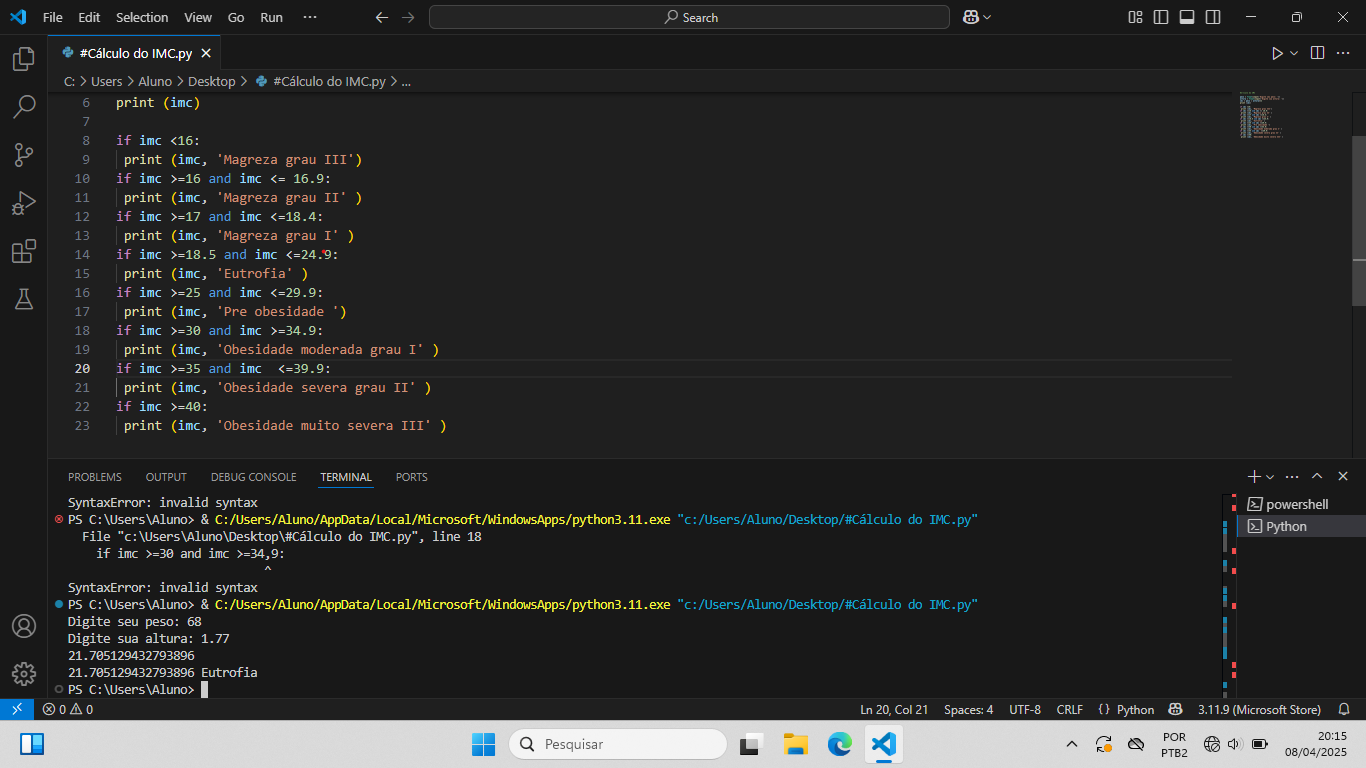 File Edit Selection View Go Run ··· Search
#Cálculo do IMC.py
C: > Users > Aluno > Desktop > #Cálculo do IMC.py > ...
6 print (imc)
7
8 if imc <16:
9 print (imc, 'Magreza grau III')
10 if imc >=16 and imc <= 16.9:
11 print (imc, 'Magreza grau II' )
12 if imc >=17 and imc <=18.4:
13 print (imc, 'Magreza grau I' )
14 if imc >=18.5 and imc <=24.9:
15 print (imc, 'Eutrofia' )
16 if imc >=25 and imc <=29.9:
17 print (imc, 'Pre obesidade ')
18 if imc >=30 and imc >=34.9:
19 print (imc, 'Obesidade moderada grau I' )
20 if imc >=35 and imc  <=39.9:
21 print (imc, 'Obesidade severa grau II' )
22 if imc >=40:
23 print (imc, 'Obesidade muito severa III' )
PROBLEMS OUTPUT DEBUG CONSOLE TERMINAL PORTS
SyntaxError: invalid syntax
PS C:\Users\Aluno> & C:/Users/Aluno/AppData/Local/Microsoft/WindowsApps/python3.11.exe "c:/Users/Aluno/Desktop/#Cálculo do IMC.py"
File "c:\Users\Aluno\Desktop\#Cálculo do IMC.py", line 18
if imc >=30 and imc >=34,9:
^
SyntaxError: invalid syntax
PS C:\Users\Aluno> & C:/Users/Aluno/AppData/Local/Microsoft/WindowsApps/python3.11.exe "c:/Users/Aluno/Desktop/#Cálculo do IMC.py"
Digite seu peso: 68
Digite sua altura: 1.77
21.705129432793896
21.705129432793896 Eutrofia
PS C:\Users\Aluno>
powershell
Python
0 0 Ln 20, Col 21 Spaces: 4 UTF-8 CRLF {} Python 3.11.9 (Microsoft Store)
Pesquisar
POR
PTB2
20:15
08/04/2025